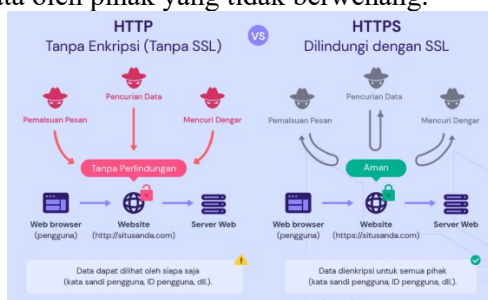 ata oleh pihak yang tidak berwenang.
HTTP
Tanpa Enkripsi (Tanpa SSL)
VS
HTTPS
Dilindungi dengan SSL
Pencurian Data
Pemalsuan Pesan
Mencuri Dengar
Tanpa Perlindungan
Web browser
(pengguna)
Website
(http://situsanda.com)
Server Web
Data dapat dilihat oleh siapa saja
(kata sandi pengguna, ID pengguna, dll.).
Pencurian Data
Pemalsuan Pesan
Mencuri Dengar
Aman
Web browser
(pengguna)
Website
(https://situsanda.com)
Server Web
Data dienkripsi untuk semua pihak
(kata sandi pengguna, ID pengguna, dll.).